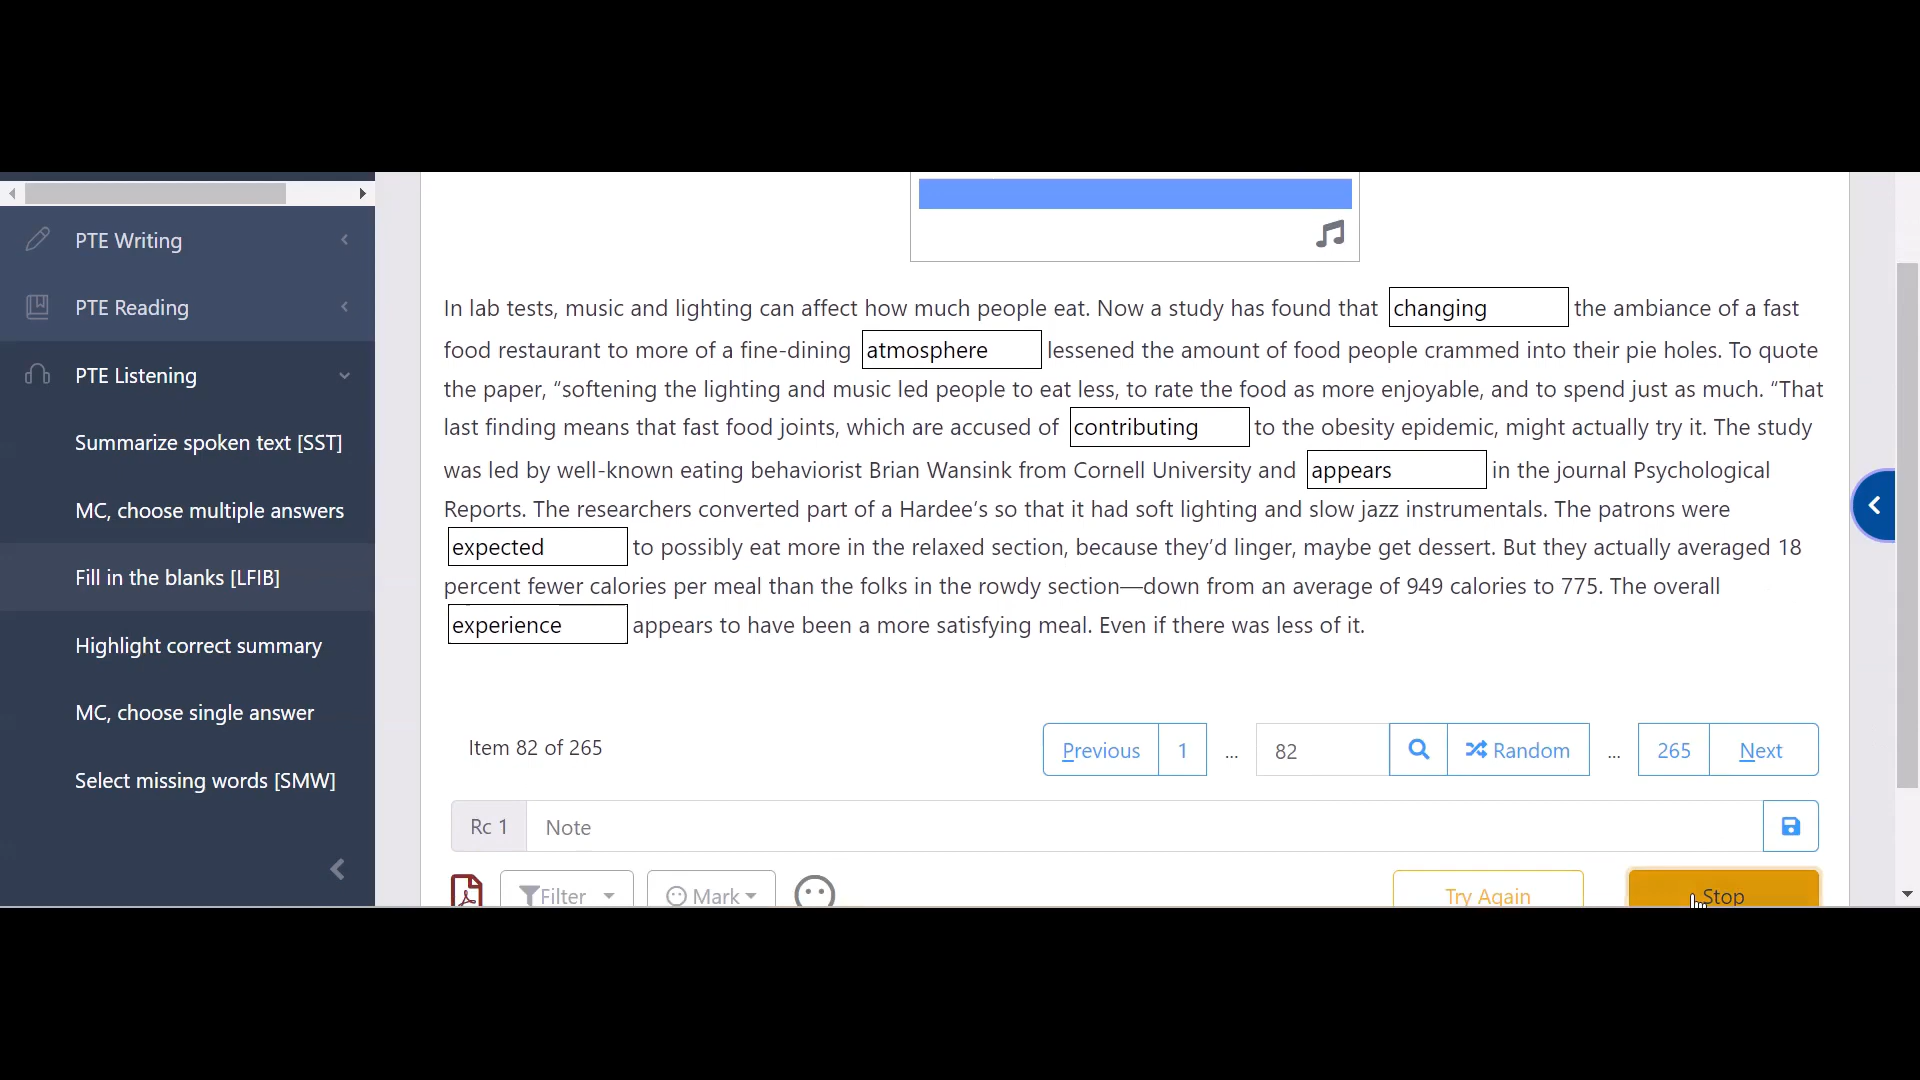 PTE Writing
PTE Reading
PTE Listening
Summarize spoken text [SST]
MC, choose multiple answers
Fill in the blanks [LFIB]
Highlight correct summary
MC, choose single answer
Select missing words [SMW]
In lab tests, music and lighting can affect how much people eat. Now a study has found that changing the ambiance of a fast
food restaurant to more of a fine-dining atmosphere lessened the amount of food people crammed into their pie holes. To quote
the paper, “softening the lighting and music led people to eat less, to rate the food as more enjoyable, and to spend just as much. “That
last finding means that fast food joints, which are accused of contributing to the obesity epidemic, might actually try it. The study
was led by well-known eating behaviorist Brian Wansink from Cornell University and appears in the journal Psychological
Reports. The researchers converted part of a Hardee’s so that it had soft lighting and slow jazz instrumentals. The patrons were
expected to possibly eat more in the relaxed section, because they’d linger, maybe get dessert. But they actually averaged 18
percent fewer calories per meal than the folks in the rowdy section—down from an average of 949 calories to 775. The overall
experience appears to have been a more satisfying meal. Even if there was less of it.
Item 82 of 265
Previous 1 ... 82 Random ... 265 Next
Rc 1 Note
Filter Mark Try Again Stop